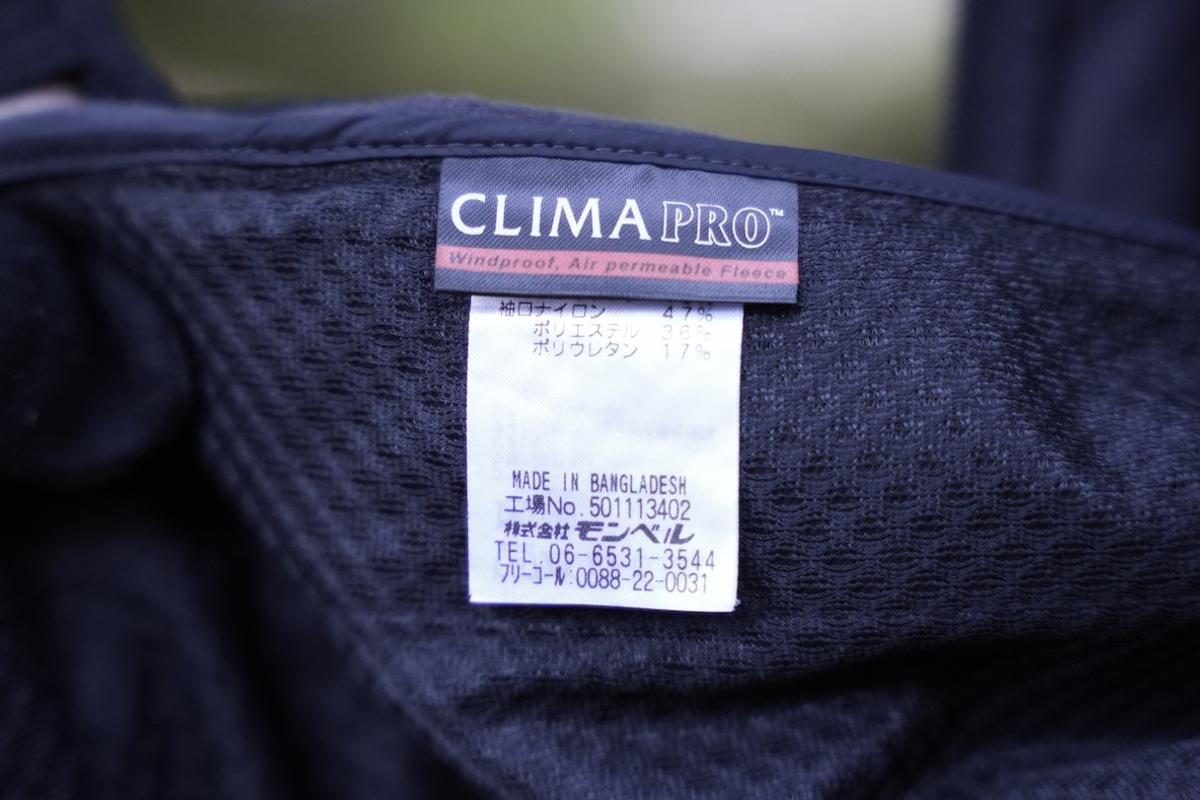 CLIMAPRO™
Windproof, Air permeable Fleece
袖口ナイロン 47%
ポリエステル 36%
ポリウレタン 17%
MADE IN BANGLADESH
工場No.501113402
株式会社 モンベル
TEL.06-6531-3544
フリーコール:0088-22-0031